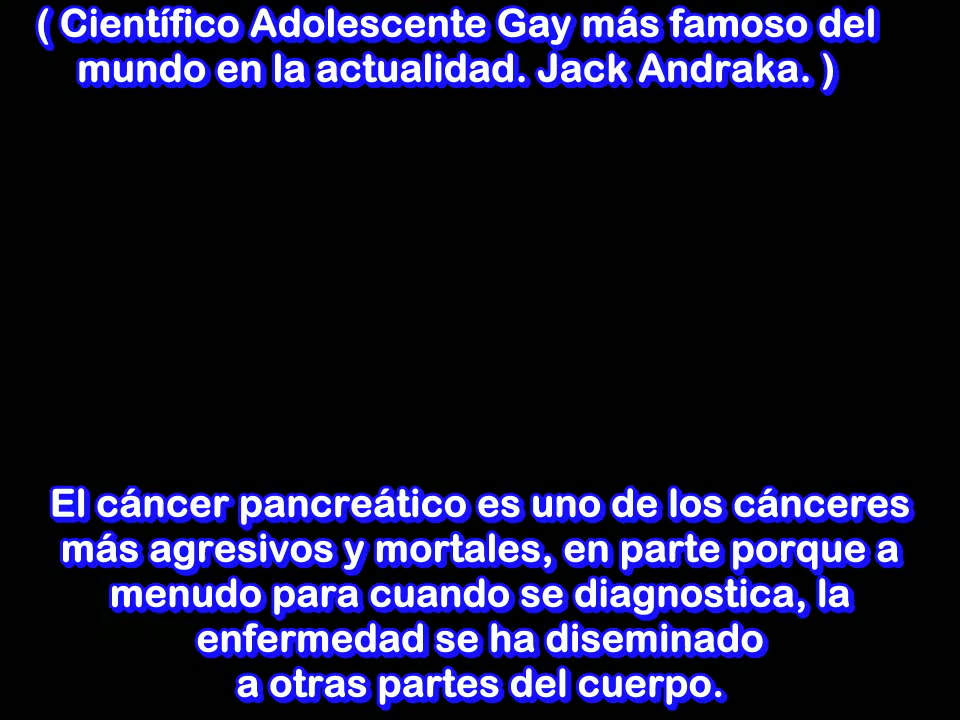 ( Científico Adolescente Gay más famoso del
mundo en la actualidad. Jack Andraka. )
El cáncer pancreático es uno de los cánceres
más agresivos y mortales, en parte porque a
menudo para cuando se diagnostica, la
enfermedad se ha diseminado
a otras partes del cuerpo.